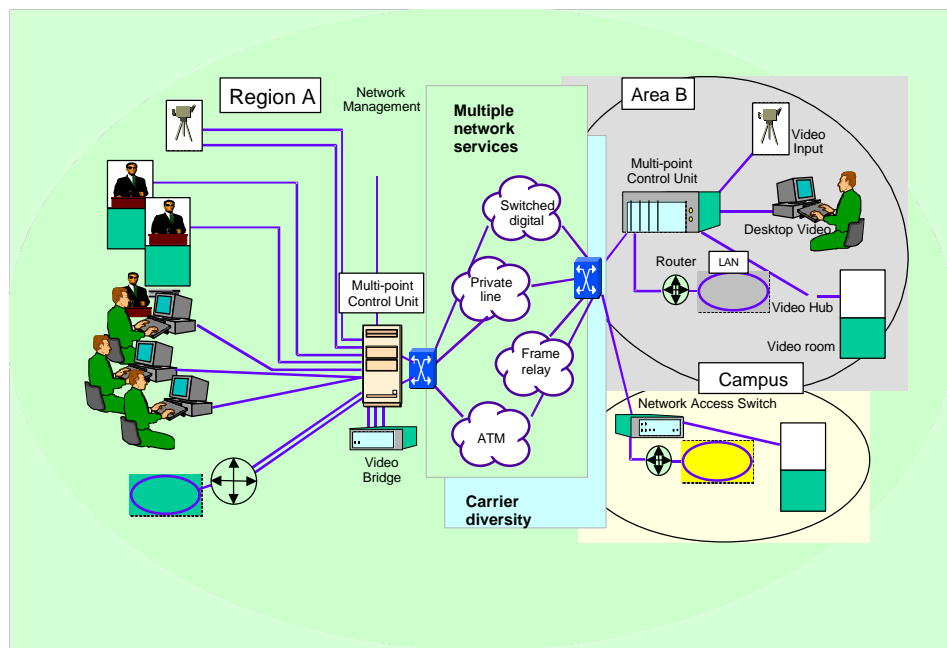 Region A
Network
Management
Multiple
network
services
Area B
Video
Input
Multi-point
Control Unit
Switched
digital
Desktop Video
Router
LAN
Multi-point
Control Unit
Private
line
Video Hub
Video room
Frame
relay
Campus
Network Access Switch
ATM
Video
Bridge
Carrier
diversity